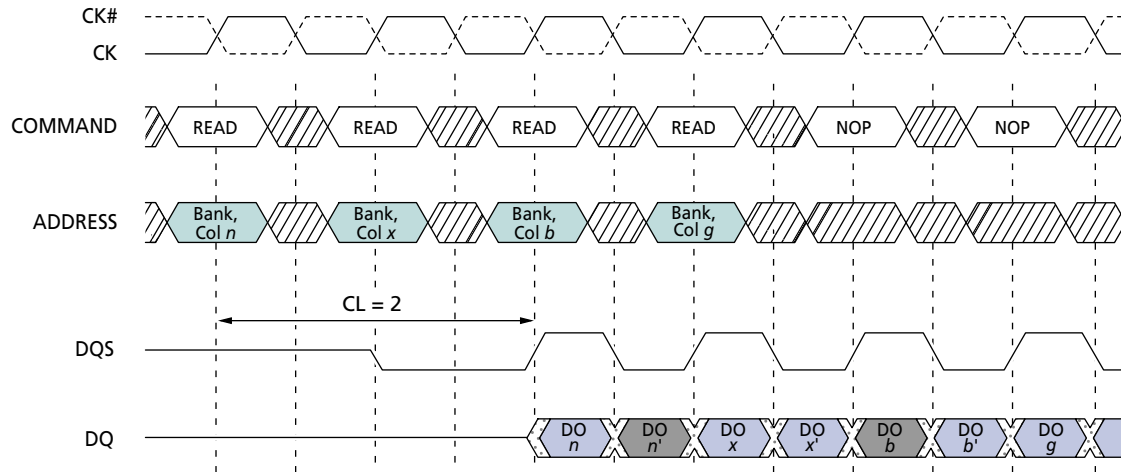 CK#
CK
COMMAND READ READ READ READ NOP NOP
ADDRESS Bank, Bank, Bank, Bank,
Col n Col x Col b Col g
CL = 2
DQS
DQ DO DO DO DO DO DO DO
n n' x x' b b' g